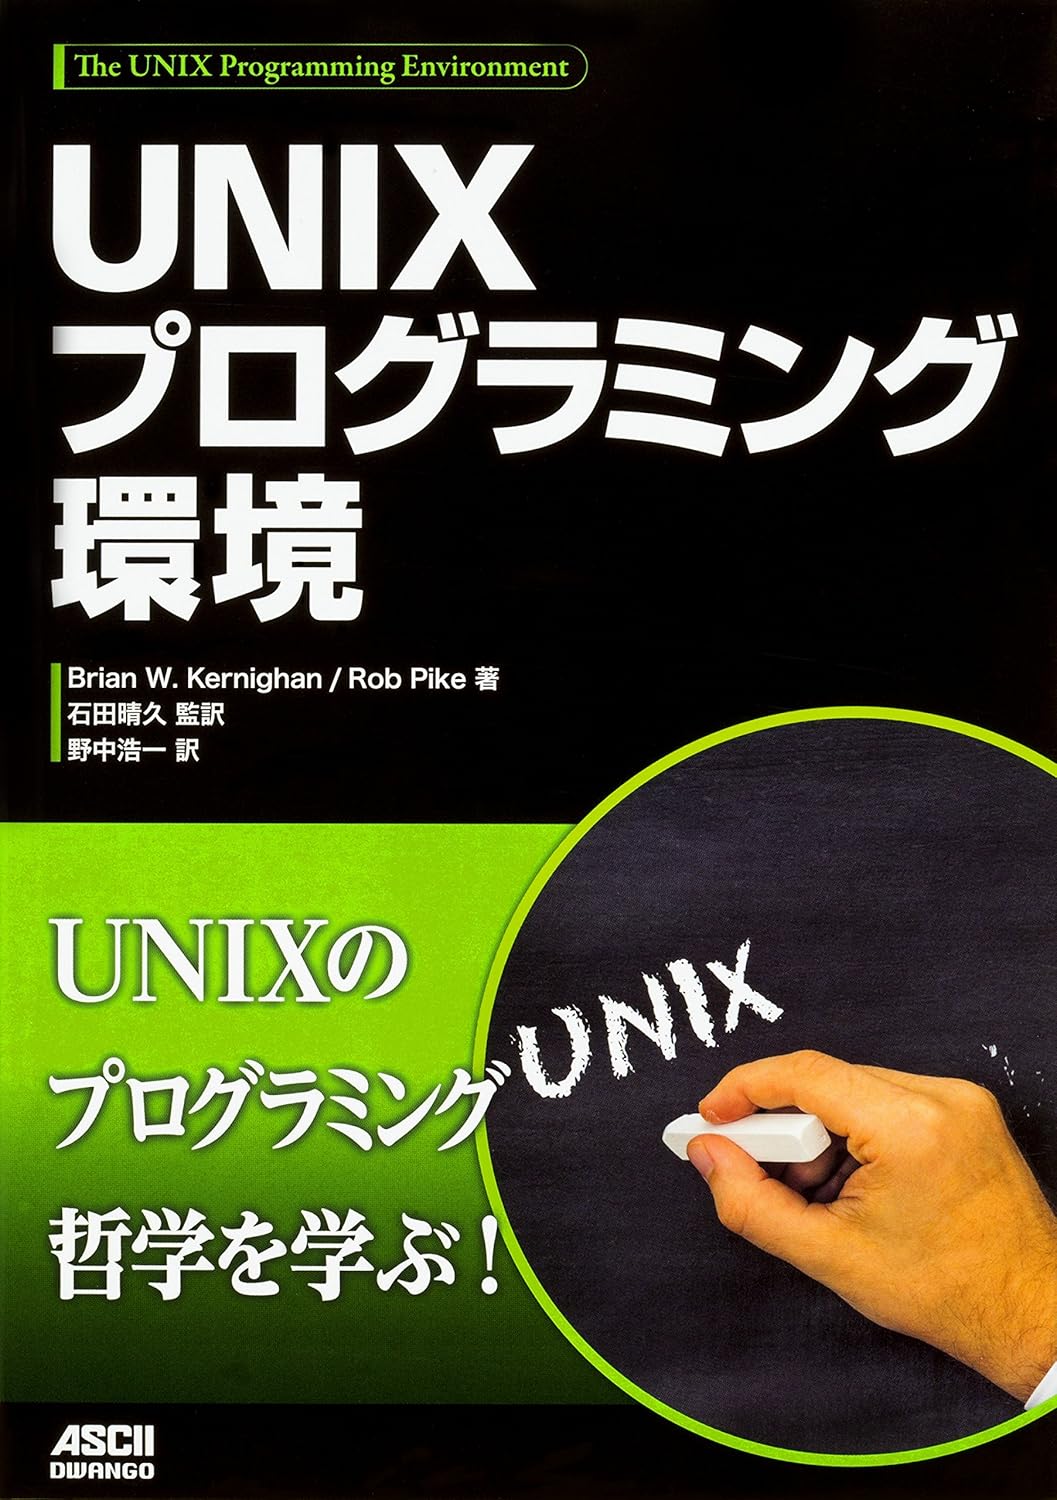 The UNIX Programming Environment
UNIX
プログラミング
環境
Brian W. Kernighan / Rob Pike 著
石田晴久 監訳
野中浩一 訳
UNIXの
プログラミング
哲学を学ぶ!
UNIX
ASCII
DWANGO